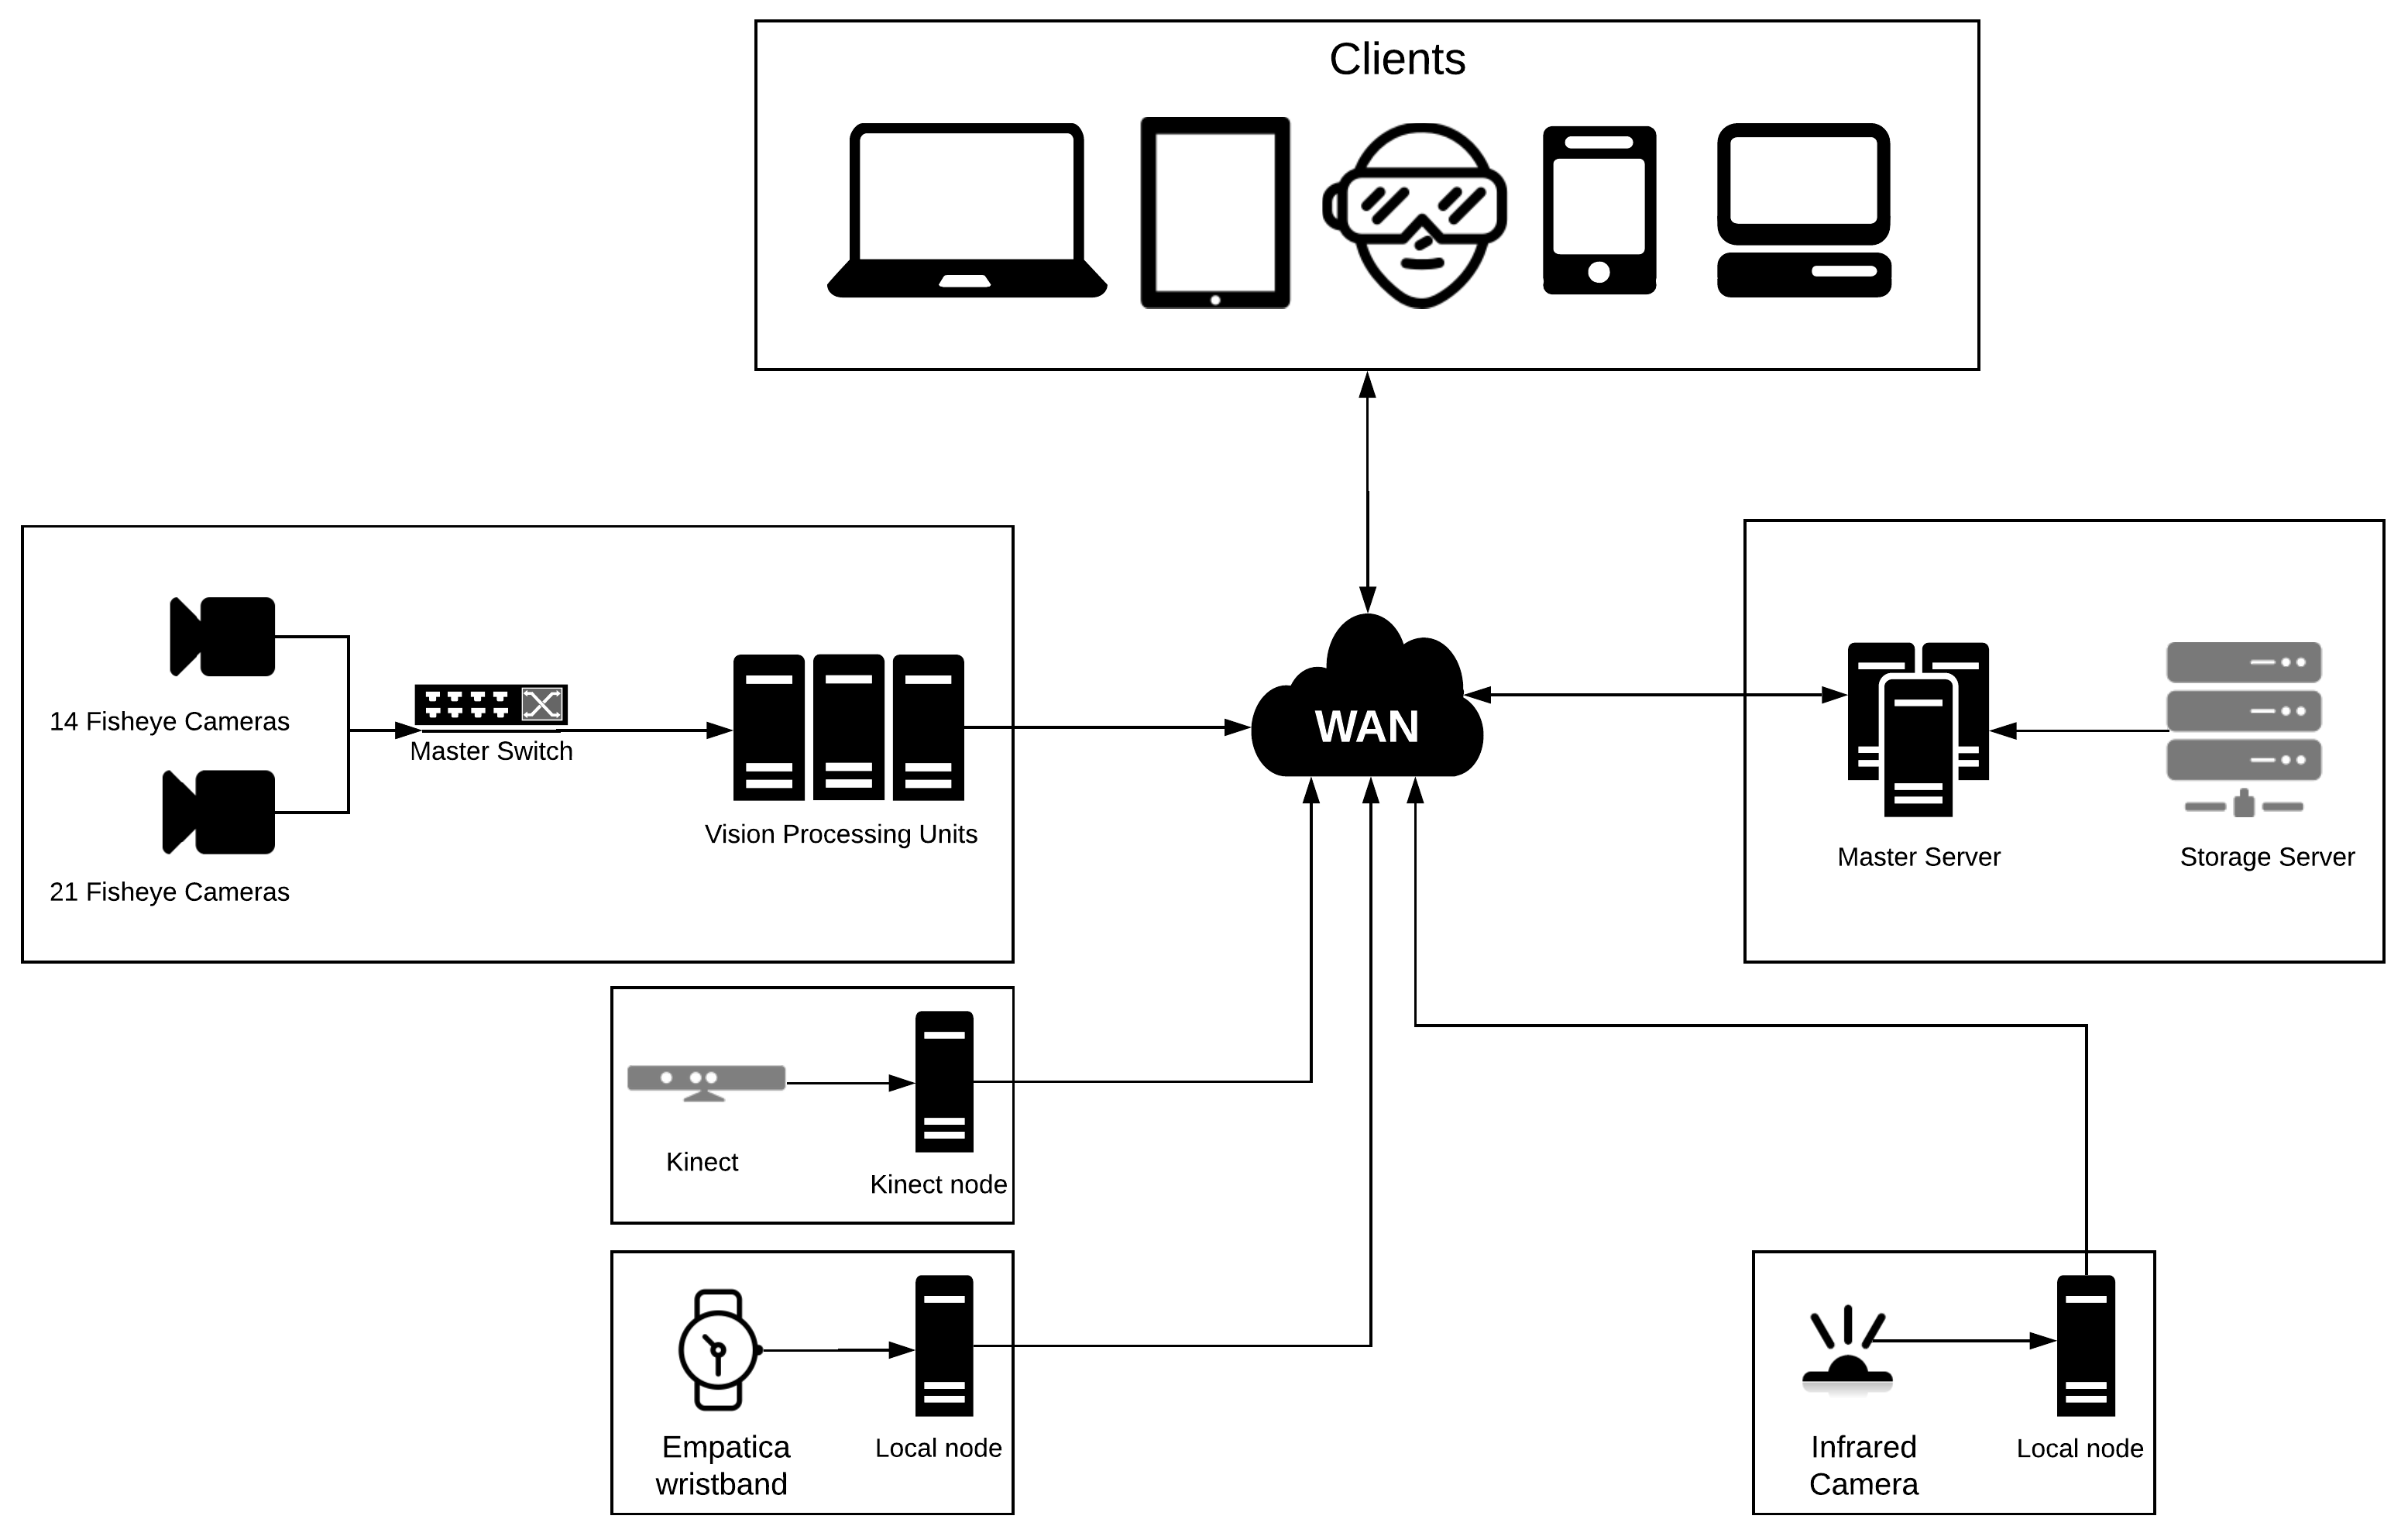 Clients
14 Fisheye Cameras
Master Switch
21 Fisheye Cameras
Vision Processing Units
WAN
Master Server
Storage Server
Kinect
Kinect node
Empatica
wristband
Local node
Infrared
Camera
Local node